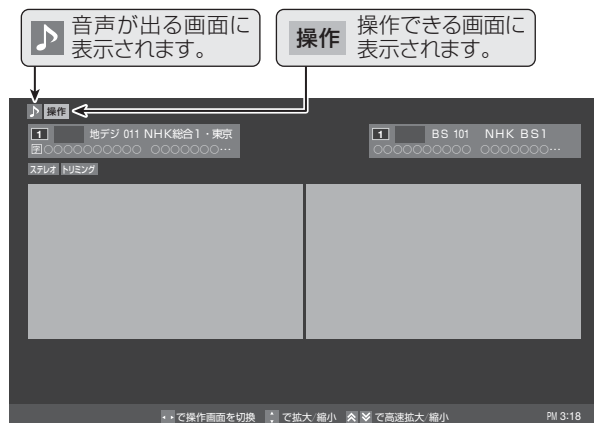 ♪ 音声が出る画面に
表示されます。
操作 操作できる画面に
表示されます。
♪ 操作
1 地デジ 011 NHK総合1・東京
字○○○○○○○○○○ ○○○○○○○…
1 BS 101 NHK BS1
○○○○○○○○○○ ○○○○○○○…
ステレオ トリミング
で操作画面を切換 で拡大/縮小 で高速拡大/縮小 PM 3:18